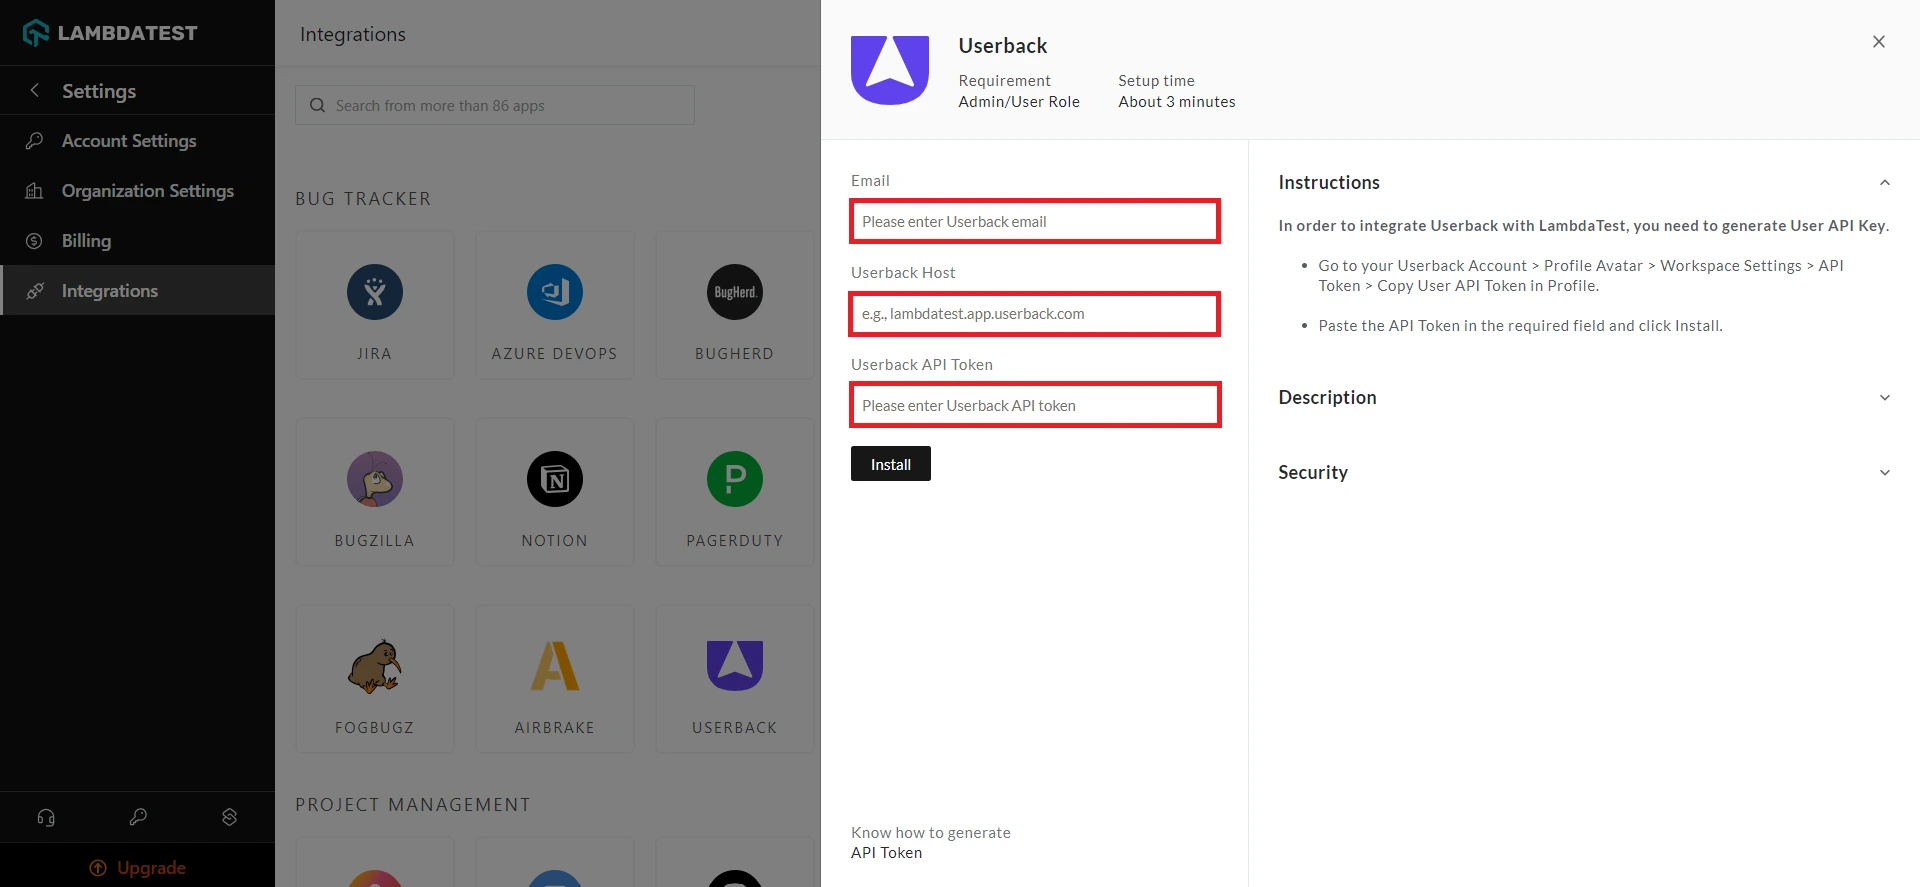 LAMBDATEST
Settings
Account Settings
Organization Settings
Billing
Integrations
Upgrade
Integrations
Search from more than 86 apps
BUG TRACKER
JIRA
AZURE DEVOPS
BugHerd.
BUGHERD
BUGZILLA
NOTION
PAGERDUTY
FOGBUGZ
AIRBRAKE
USERBACK
PROJECT MANAGEMENT
Userback
Requirement
Admin/User Role
Setup time
About 3 minutes
Email
Please enter Userback email
Userback Host
e.g., lambdatest.app.userback.com
Userback API Token
Please enter Userback API token
Install
Know how to generate
API Token
Instructions
In order to integrate Userback with LambdaTest, you need to generate User API Key.
• Go to your Userback Account > Profile Avatar > Workspace Settings > API
Token > Copy User API Token in Profile.
• Paste the API Token in the required field and click Install.
Description
Security